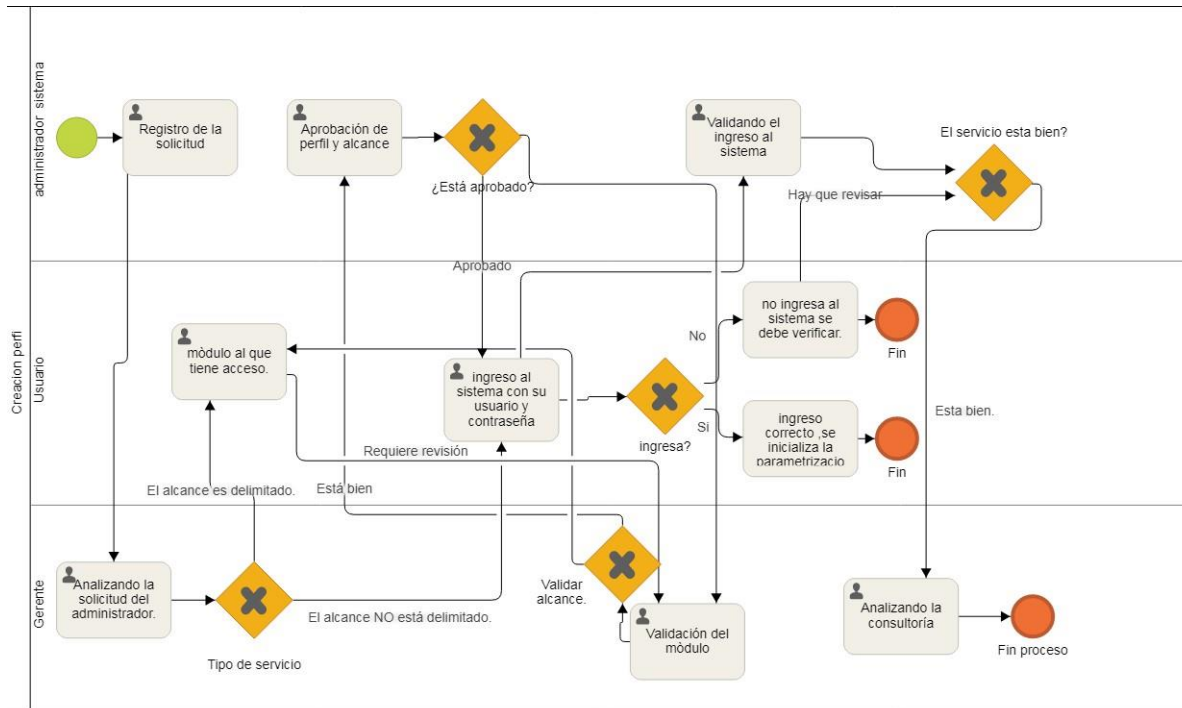 Creacion perfi
administrador sistema
Registro de la
solicitud
Aprobación de
perfil y alcance
¿Está aprobado?
Validando el
ingreso al
sistema
El servicio esta bien?
Hay que revisar
Aprobado
Usuario
mòdulo al que
tiene acceso.
ingreso al
sistema con su
usuario y
contraseña
ingresa?
No
Si
no ingresa al
sistema se
debe verificar.
Fin
ingreso
correcto ,se
inicializa la
parametrizacio
Fin
Esta bien.
Requiere revisión
El alcance es delimitado.
Está bien
Gerente
Analizando la
solicitud del
administrador.
Tipo de servicio
El alcance NO está delimitado.
Validar
alcance.
Validación del
mòdulo
Analizando la
consultoría
Fin proceso